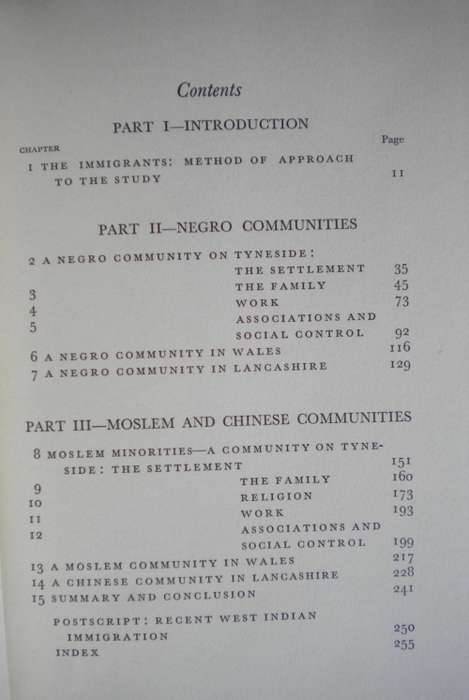 Contents
PART I—INTRODUCTION
CHAPTER Page
1 THE IMMIGRANTS: METHOD OF APPROACH
TO THE STUDY 11
PART II—NEGRO COMMUNITIES
2 A NEGRO COMMUNITY ON TYNESIDE:
THE SETTLEMENT 35
3 THE FAMILY 45
4 WORK 73
5 ASSOCIATIONS AND
SOCIAL CONTROL 92
6 A NEGRO COMMUNITY IN WALES 116
7 A NEGRO COMMUNITY IN LANCASHIRE 129
PART III—MOSLEM AND CHINESE COMMUNITIES
8 MOSLEM MINORITIES—A COMMUNITY ON TYNE-
SIDE: THE SETTLEMENT 151
9 THE FAMILY 160
10 RELIGION 173
11 WORK 193
12 ASSOCIATIONS AND
SOCIAL CONTROL 199
13 A MOSLEM COMMUNITY IN WALES 217
14 A CHINESE COMMUNITY IN LANCASHIRE 228
15 SUMMARY AND CONCLUSION 241
POSTSCRIPT: RECENT WEST INDIAN
IMMIGRATION 250
INDEX 255